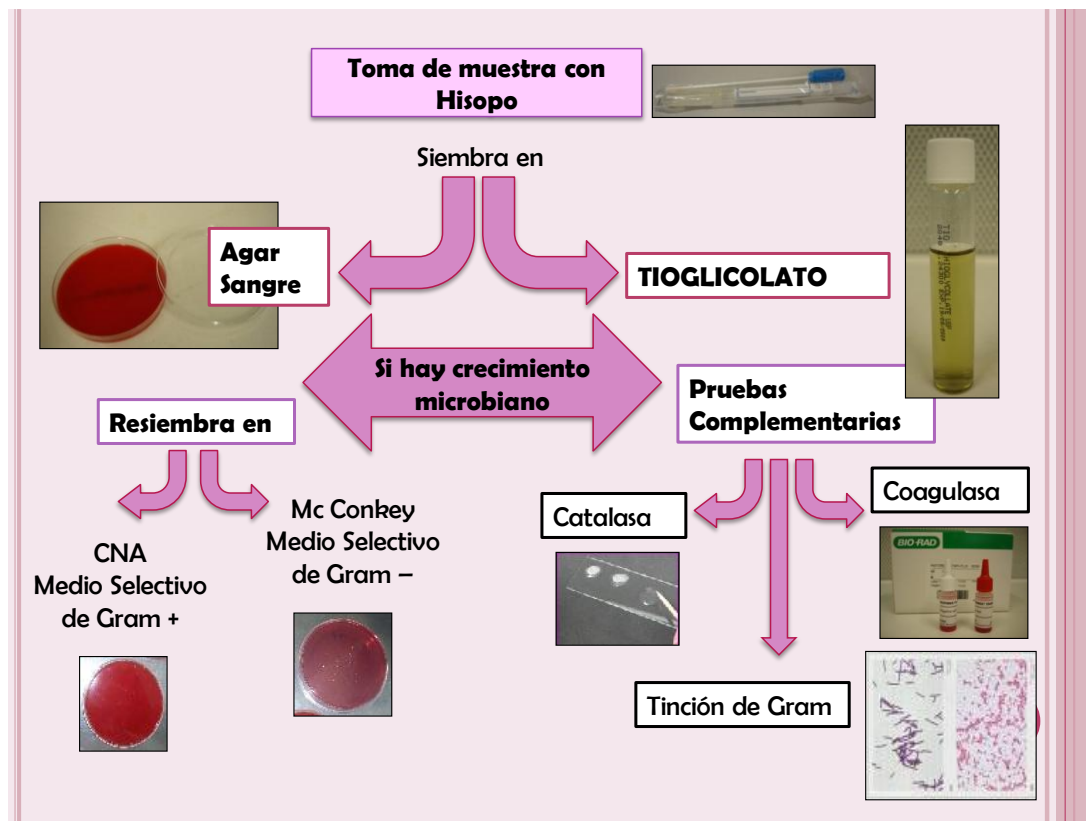 Toma de muestra con
Hisopo
Siembra en
Agar
Sangre
TIOGLICOLATO
Si hay crecimiento
microbiano
Resiembra en
Pruebas
Complementarias
CNA
Medio Selectivo
de Gram +
Mc Conkey
Medio Selectivo
de Gram –
Catalasa
Coagulasa
BIO-RAD
Tinción de Gram